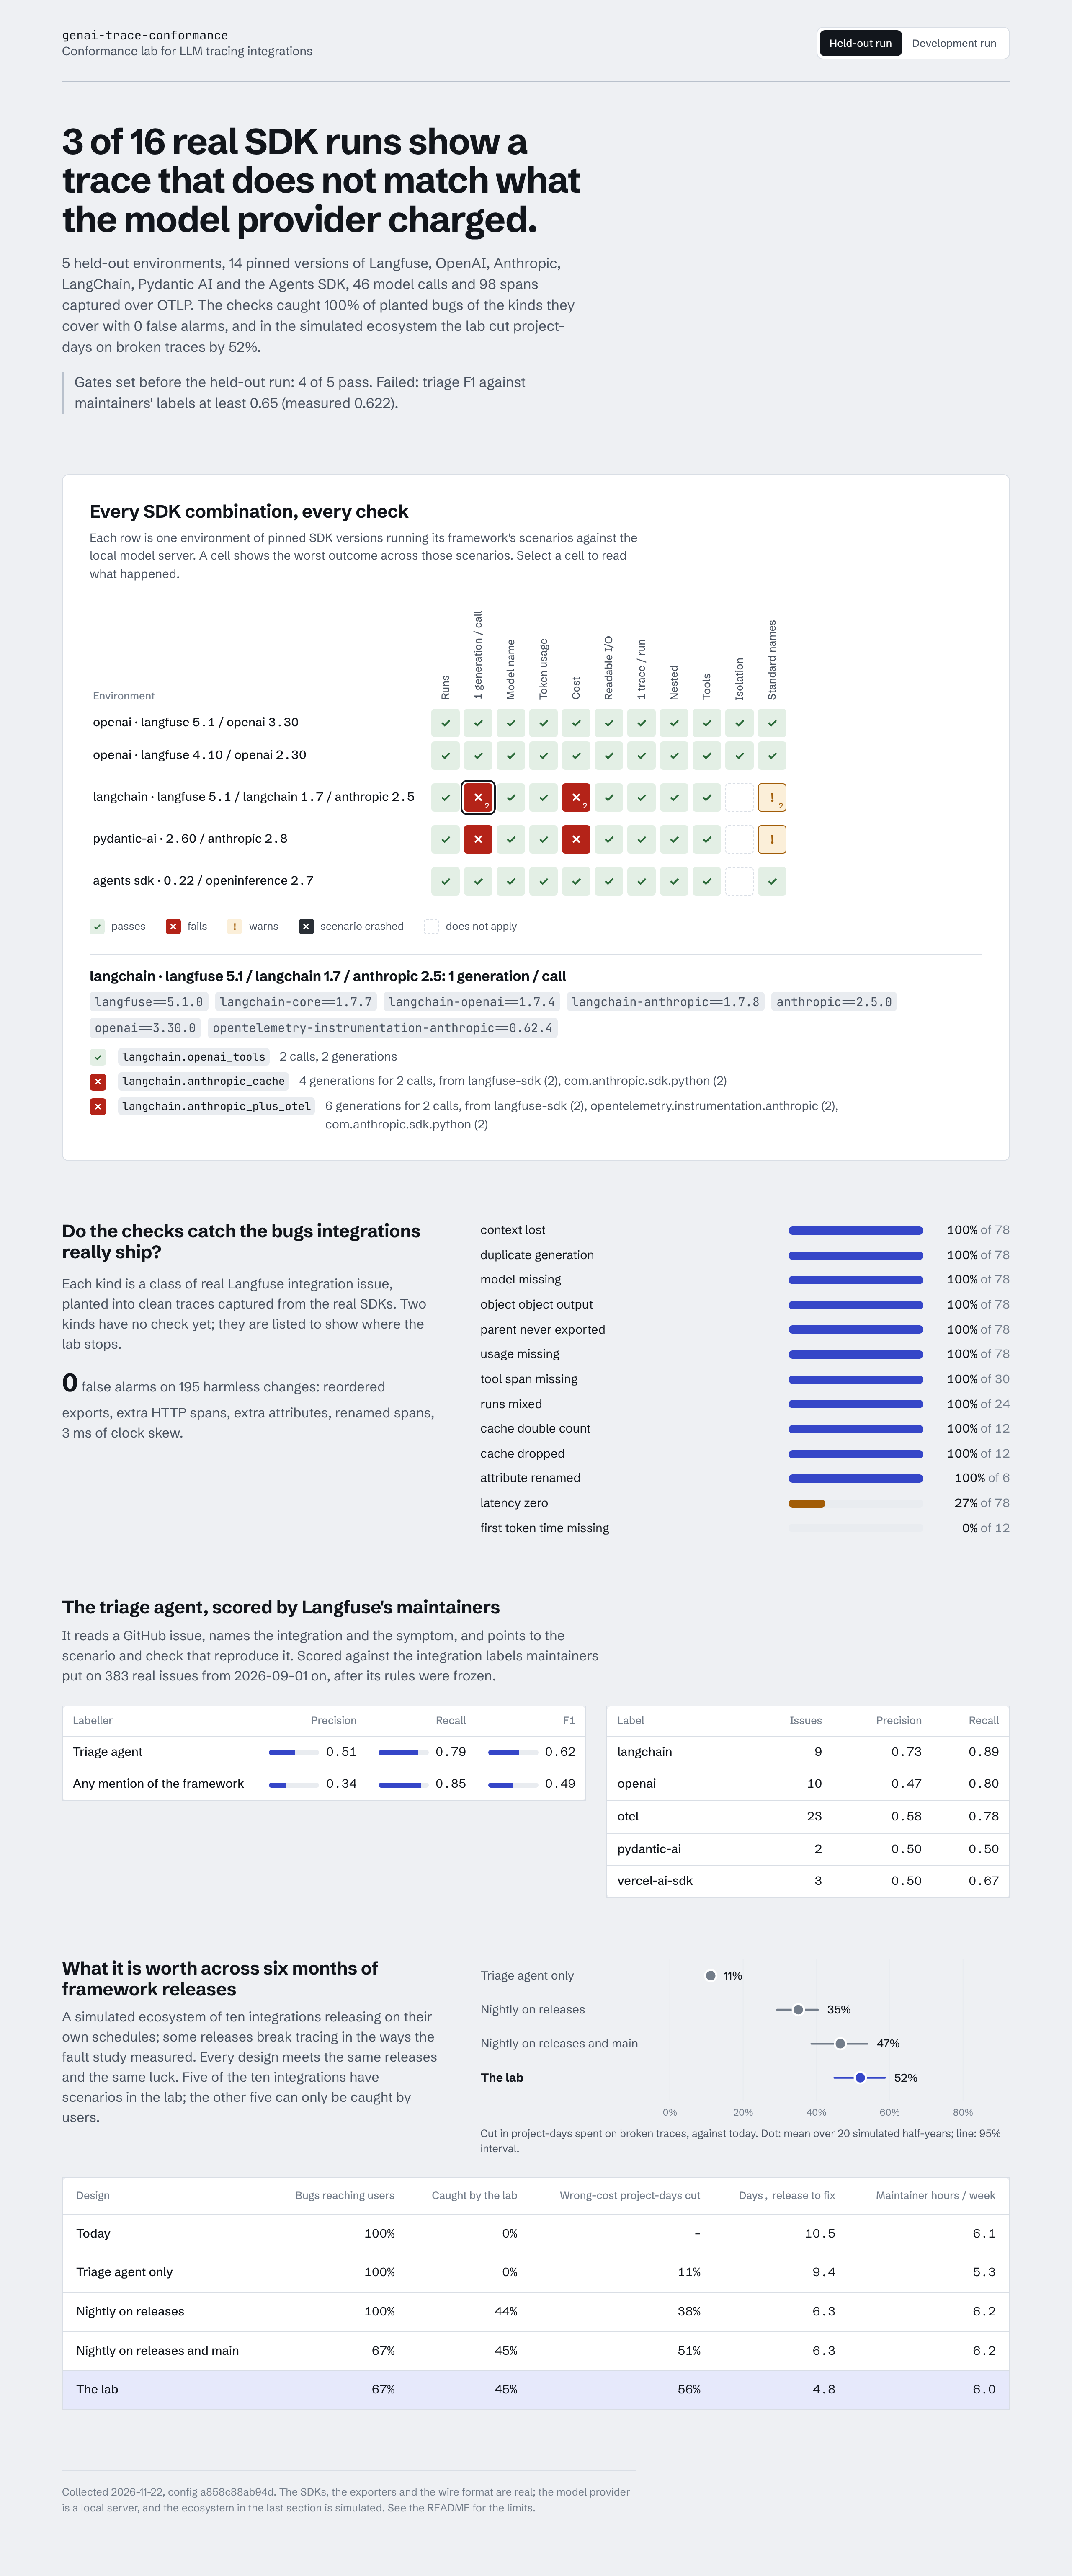 genai-trace-conformance
Conformance lab for LLM tracing integrations
Held-out run
Development run
3 of 16 real SDK runs show a
trace that does not match what
the model provider charged.
5 held-out environments, 14 pinned versions of Langfuse, OpenAI, Anthropic,
LangChain, Pydantic AI and the Agents SDK, 46 model calls and 98 spans
captured over OTLP. The checks caught 100% of planted bugs of the kinds they
cover with 0 false alarms, and in the simulated ecosystem the lab cut project-
days on broken traces by 52%.
Gates set before the held-out run: 4 of 5 pass. Failed: triage F1 against
maintainers' labels at least 0.65 (measured 0.622).
Every SDK combination, every check
Each row is one environment of pinned SDK versions running its framework's scenarios against the
local model server. A cell shows the worst outcome across those scenarios. Select a cell to read
what happened.
Environment
Runs
1 generation / call
Model name
Token usage
Cost
Readable I/O
1 trace / run
Nested
Tools
Isolation
Standard names
openai · langfuse 5.1 / openai 3.30
✓ ✓ ✓ ✓ ✓ ✓ ✓ ✓ ✓ ✓ ✓
openai · langfuse 4.10 / openai 2.30
✓ ✓ ✓ ✓ ✓ ✓ ✓ ✓ ✓ ✓ ✓
langchain · langfuse 5.1 / langchain 1.7 / anthropic 2.5
✓ ✕ 2 ✓ ✓ ✕ 2 ✓ ✓ ✓ ✓ ! 2
pydantic-ai · 2.60 / anthropic 2.8
✓ ✕ ✓ ✓ ✕ ✓ ✓ ✓ ✓ !
agents sdk · 0.22 / openinference 2.7
✓ ✓ ✓ ✓ ✓ ✓ ✓ ✓ ✓ ✓
✓ passes ✕ fails ! warns ✕ scenario crashed does not apply
langchain · langfuse 5.1 / langchain 1.7 / anthropic 2.5: 1 generation / call
langfuse==5.1.0 langchain-core==1.7.7 langchain-openai==1.7.4 langchain-anthropic==1.7.8 anthropic==2.5.0
openai==3.30.0 opentelemetry-instrumentation-anthropic==0.62.4
✓ langchain.openai_tools 2 calls, 2 generations
✕ langchain.anthropic_cache 4 generations for 2 calls, from langfuse-sdk (2), com.anthropic.sdk.python (2)
✕ langchain.anthropic_plus_otel 6 generations for 2 calls, from langfuse-sdk (2), opentelemetry.instrumentation.anthropic (2),
com.anthropic.sdk.python (2)
Do the checks catch the bugs integrations
really ship?
Each kind is a class of real Langfuse integration issue,
planted into clean traces captured from the real SDKs. Two
kinds have no check yet; they are listed to show where the
lab stops.
0 false alarms on 195 harmless changes: reordered
exports, extra HTTP spans, extra attributes, renamed spans,
3 ms of clock skew.
context lost 100% of 78
duplicate generation 100% of 78
model missing 100% of 78
object object output 100% of 78
parent never exported 100% of 78
usage missing 100% of 78
tool span missing 100% of 30
runs mixed 100% of 24
cache double count 100% of 12
cache dropped 100% of 12
attribute renamed 100% of 6
latency zero 27% of 78
first token time missing 0% of 12
The triage agent, scored by Langfuse's maintainers
It reads a GitHub issue, names the integration and the symptom, and points to the
scenario and check that reproduce it. Scored against the integration labels maintainers
put on 383 real issues from 2026-09-01 on, after its rules were frozen.
Labeller Precision Recall F1
Triage agent 0.51 0.79 0.62
Any mention of the framework 0.34 0.85 0.49
Label Issues Precision Recall
langchain 9 0.73 0.89
openai 10 0.47 0.80
otel 23 0.58 0.78
pydantic-ai 2 0.50 0.50
vercel-ai-sdk 3 0.50 0.67
What it is worth across six months of
framework releases
A simulated ecosystem of ten integrations releasing on their
own schedules; some releases break tracing in the ways the
fault study measured. Every design meets the same releases
and the same luck. Five of the ten integrations have
scenarios in the lab; the other five can only be caught by
users.
Triage agent only 11%
Nightly on releases 35%
Nightly on releases and main 47%
The lab 52%
0% 20% 40% 60% 80%
Cut in project-days spent on broken traces, against today. Dot: mean over 20 simulated half-years; line: 95%
interval.
Design Bugs reaching users Caught by the lab Wrong-cost project-days cut Days, release to fix Maintainer hours / week
Today 100% 0% – 10.5 6.1
Triage agent only 100% 0% 11% 9.4 5.3
Nightly on releases 100% 44% 38% 6.3 6.2
Nightly on releases and main 67% 45% 51% 6.3 6.2
The lab 67% 45% 56% 4.8 6.0
Collected 2026-11-22, config a858c88ab94d. The SDKs, the exporters and the wire format are real; the model provider
is a local server, and the ecosystem in the last section is simulated. See the README for the limits.